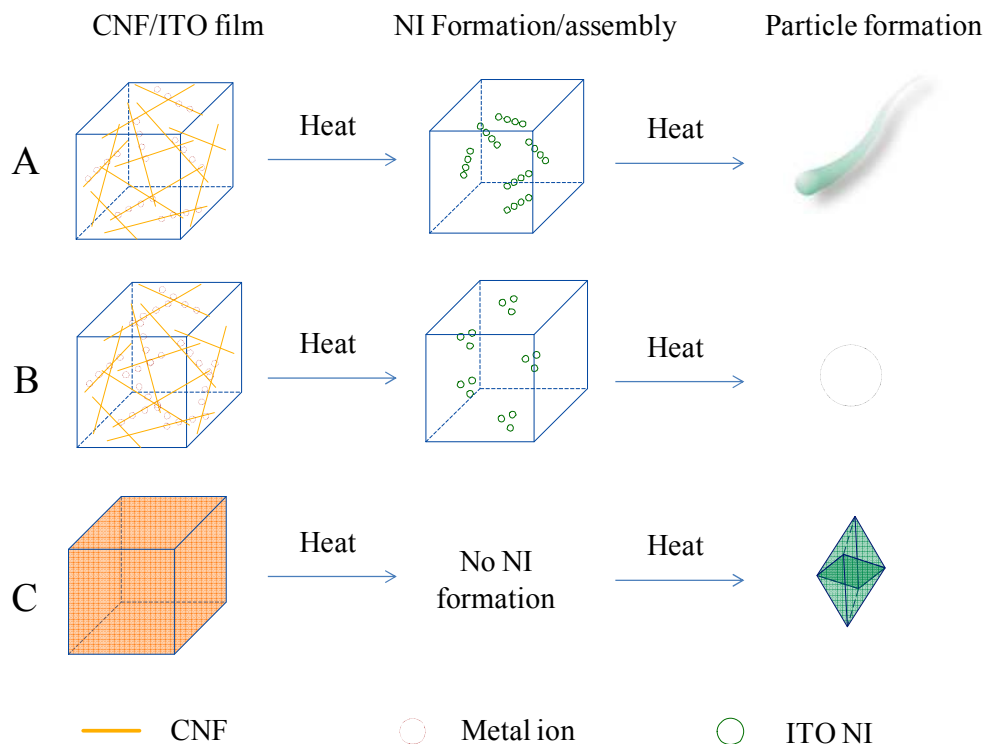 CNF/ITO film
NI Formation/assembly
Particle formation
A
Heat
Heat
B
Heat
Heat
C
Heat
No NI
formation
Heat
CNF
Metal ion
ITO NI